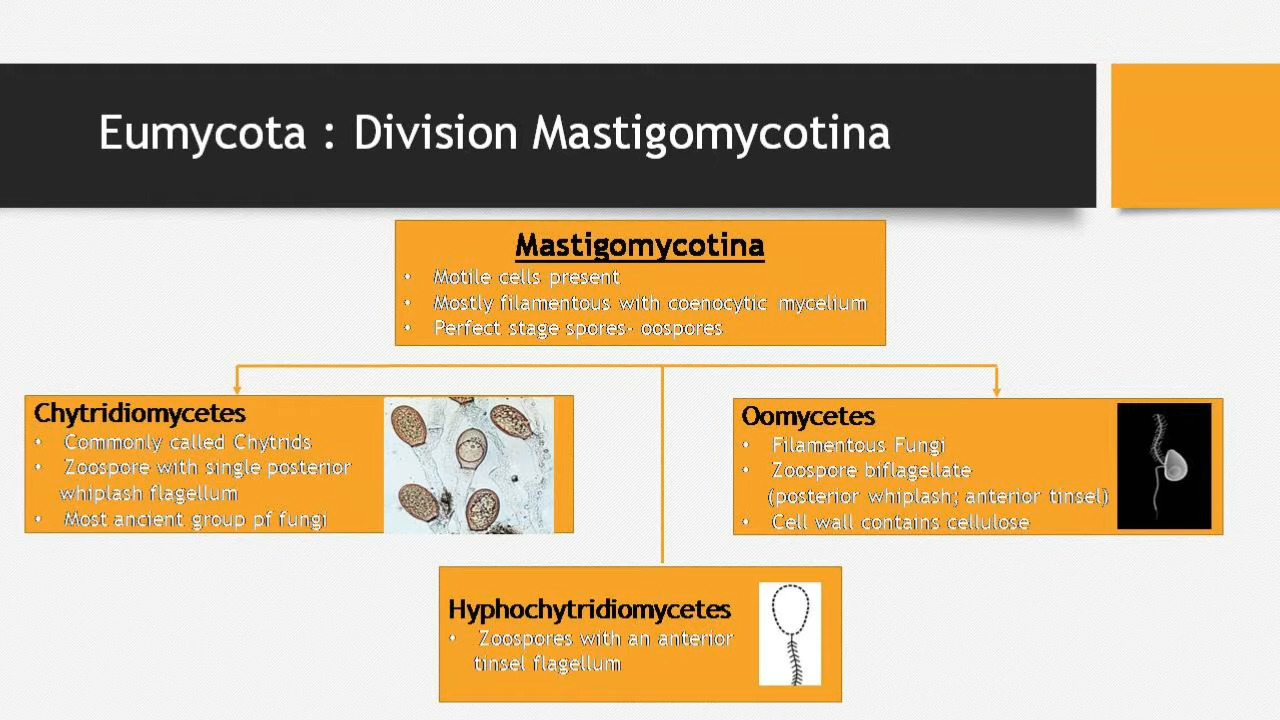 Eumycota : Division Mastigomycotina
Mastigomycotina
• Motile cells present
• Mostly filamentous with coenocytic mycelium
• Perfect stage spores- oospores
Chytridiomycetes
• Commonly called Chytrids
• Zoospore with single posterior
whiplash flagellum
• Most ancient group pf fungi
Oomycetes
• Filamentous Fungi
• Zoospore biflagellate
(posterior whiplash; anterior tinsel)
• Cell wall contains cellulose
Hyphochytridiomycetes
• Zoospores with an anterior
tinsel flagellum